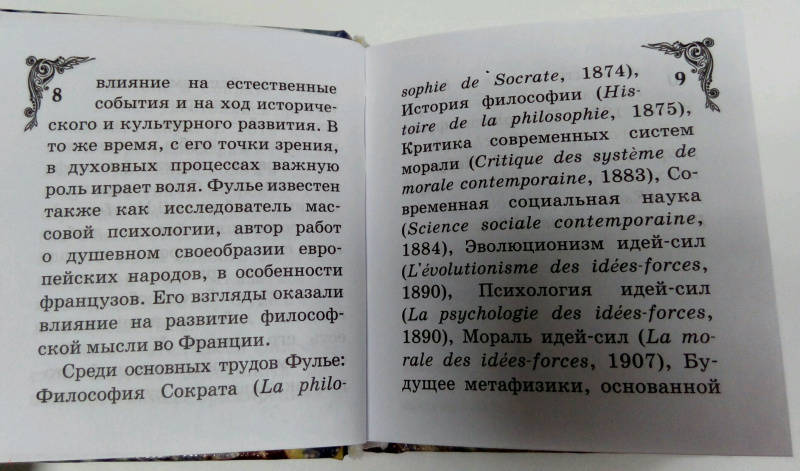 8
влияние на естественные
события и на ход историче-
ского и культурного развития. В
то же время, с его точки зрения,
в духовных процессах важную
роль играет воля. Фулье известен
также как исследователь мас-
совой психологии, автор работ
о душевном своеобразии евро-
пейских народов, в особенности
французов. Его взгляды оказали
влияние на развитие философ-
ской мысли во Франции.
Среди основных трудов Фулье:
Философия Сократа (La philo-
9
sophie de Socrate, 1874),
История философии (His-
toire de la philosophie, 1875),
Критика современных систем
морали (Critique des système de
morale contemporaine, 1883), Со-
временная социальная наука
(Science sociale contemporaine,
1884), Эволюционизм идей-сил
(L'évolutionisme des idées-forces,
1890), Психология идей-сил
(La psychologie des idées-forces,
1890), Мораль идей-сил (La mo-
rale des idées-forces, 1907), Бу-
дущее метафизики, основанной